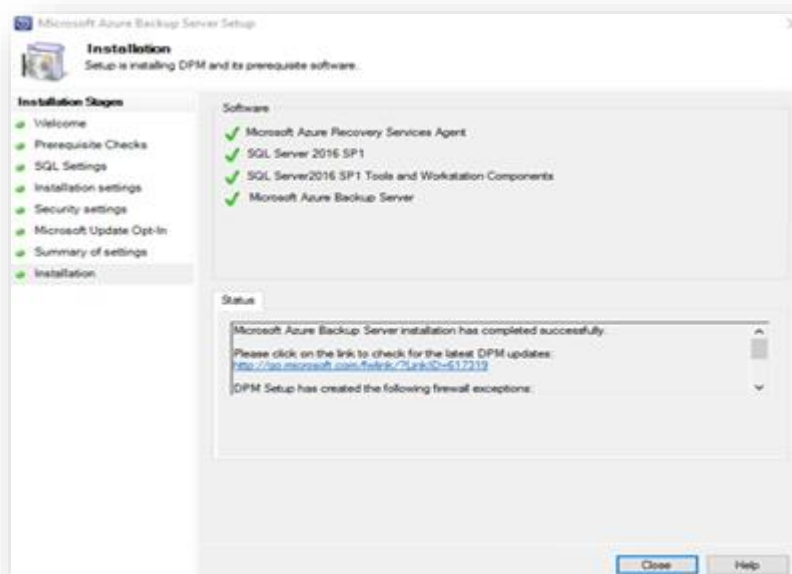 Microsoft Azure Backup Server Setup
Installation
Setup is installing DPM and its prerequisite software.
Installation Stages
Welcome
Prerequisite Checks
SQL Settings
Installation settings
Security settings
Microsoft Update Opt-In
Summary of settings
Installation
Software
Microsoft Azure Recovery Services Agent
SQL Server 2016 SP1
SQL Server2016 SP1 Tools and Workstation Components
Microsoft Azure Backup Server
Status
Microsoft Azure Backup Server installation has completed successfully.
Please click on the link to check for the latest DPM updates:
http://go.microsoft.com/fwlink/?LinkID=617319
DPM Setup has created the following firewall exceptions:
Close
Help